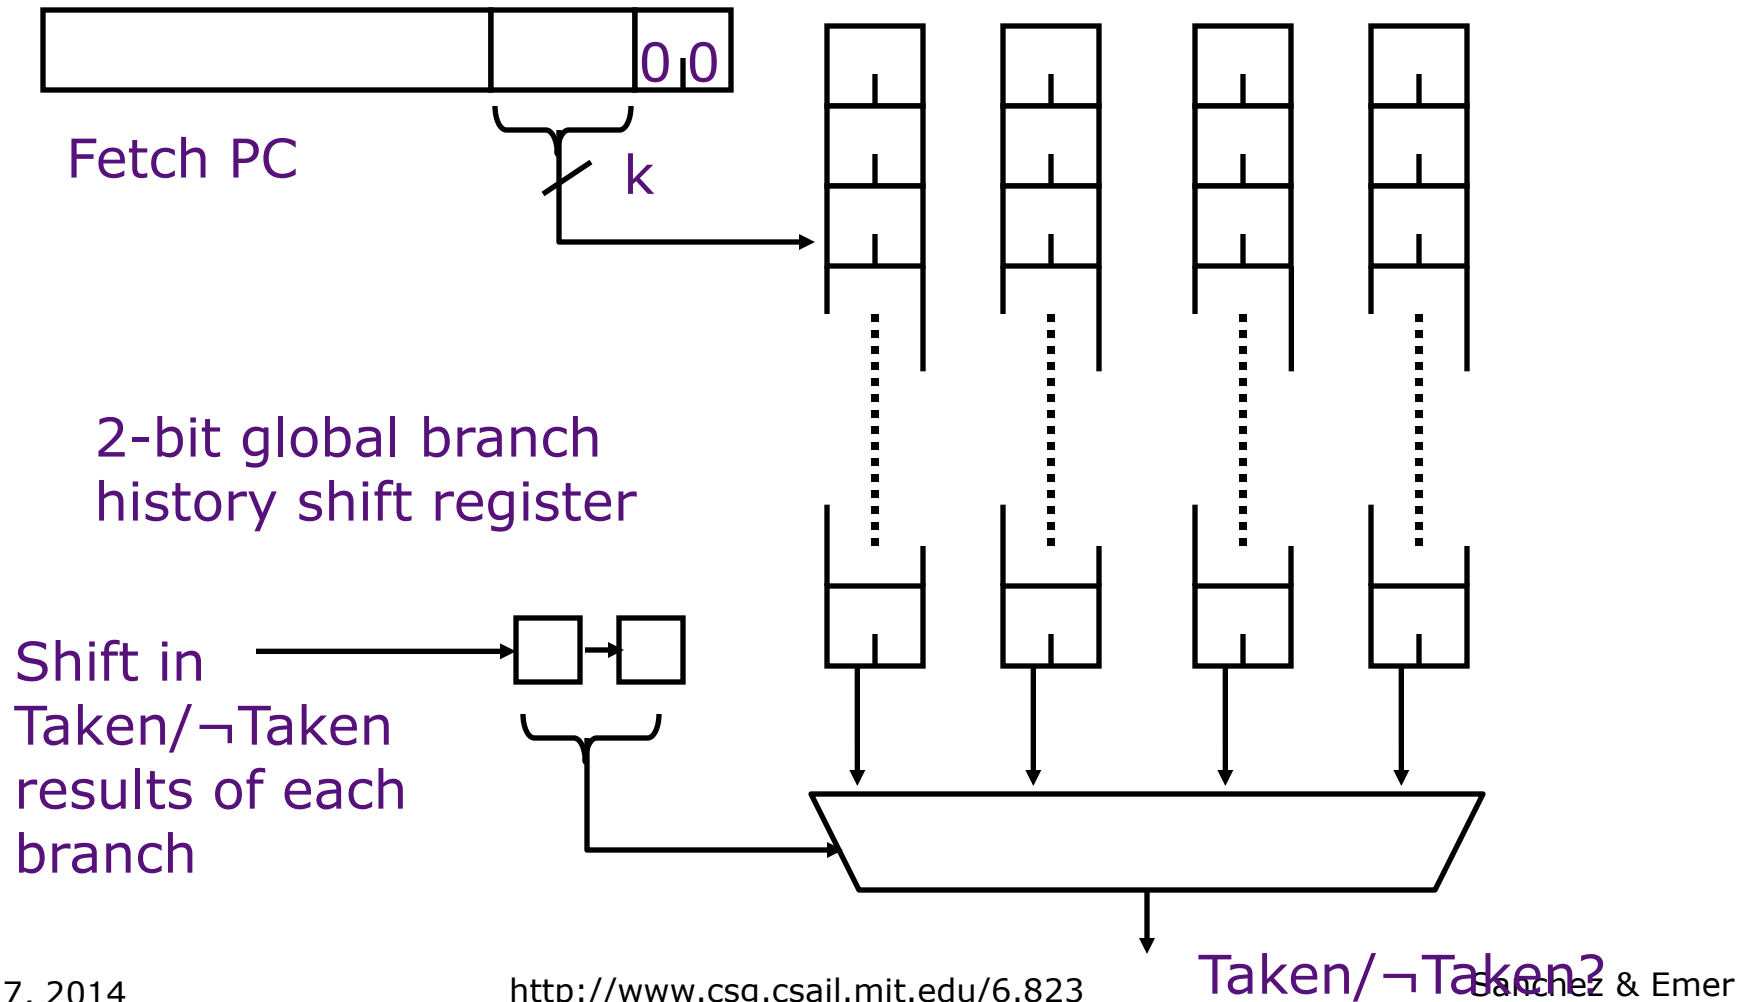 0 0
Fetch PC
k
2-bit global branch
history shift register
Shift in
Taken/¬Taken
results of each
branch
Taken/¬Taken?
7, 2014
http://www.csg.csail.mit.edu/6.823
Sanchez & Emer